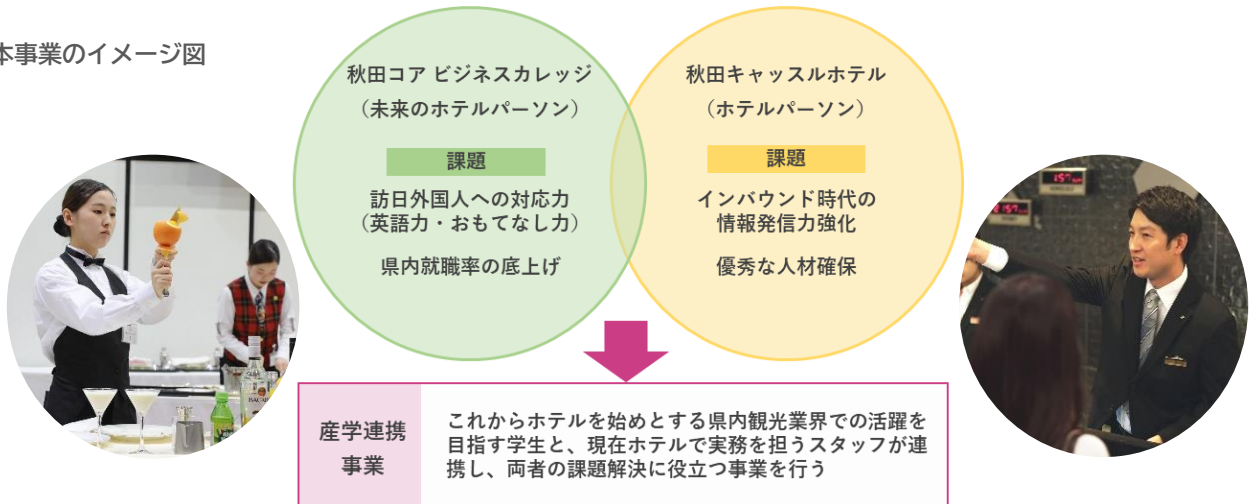 本事業のイメージ図
秋田コア ビジネスカレッジ
（未来のホテルパーソン）
課題
訪日外国人への対応力
（英語力・おもてなし力）
県内就職率の底上げ
秋田キャッスルホテル
（ホテルパーソン）
課題
インバウンド時代の
情報発信力強化
優秀な人材確保
産学連携
事業
これからホテルを始めとする県内観光業界での活躍を
目指す学生と、現在ホテルで実務を担うスタッフが連
携し、両者の課題解決に役立つ事業を行う